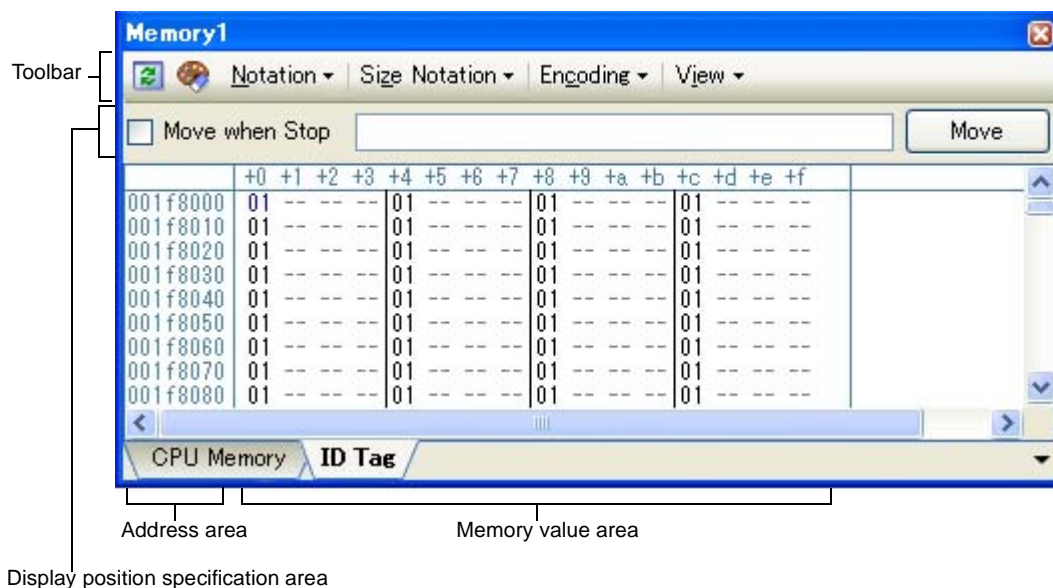 Memory1
Toolbar
Notation Size Notation Encoding View
Move when Stop Move
+0 +1 +2 +3 +4 +5 +6 +7 +8 +9 +a +b +c +d +e +f
001f8000 01 -- -- -- 01 -- -- -- 01 -- -- -- 01 -- -- --
001f8010 01 -- -- -- 01 -- -- -- 01 -- -- -- 01 -- -- --
001f8020 01 -- -- -- 01 -- -- -- 01 -- -- -- 01 -- -- --
001f8030 01 -- -- -- 01 -- -- -- 01 -- -- -- 01 -- -- --
001f8040 01 -- -- -- 01 -- -- -- 01 -- -- -- 01 -- -- --
001f8050 01 -- -- -- 01 -- -- -- 01 -- -- -- 01 -- -- --
001f8060 01 -- -- -- 01 -- -- -- 01 -- -- -- 01 -- -- --
001f8070 01 -- -- -- 01 -- -- -- 01 -- -- -- 01 -- -- --
001f8080 01 -- -- -- 01 -- -- -- 01 -- -- -- 01 -- -- --
CPU Memory ID Tag
Address area Memory value area
Display position specification area